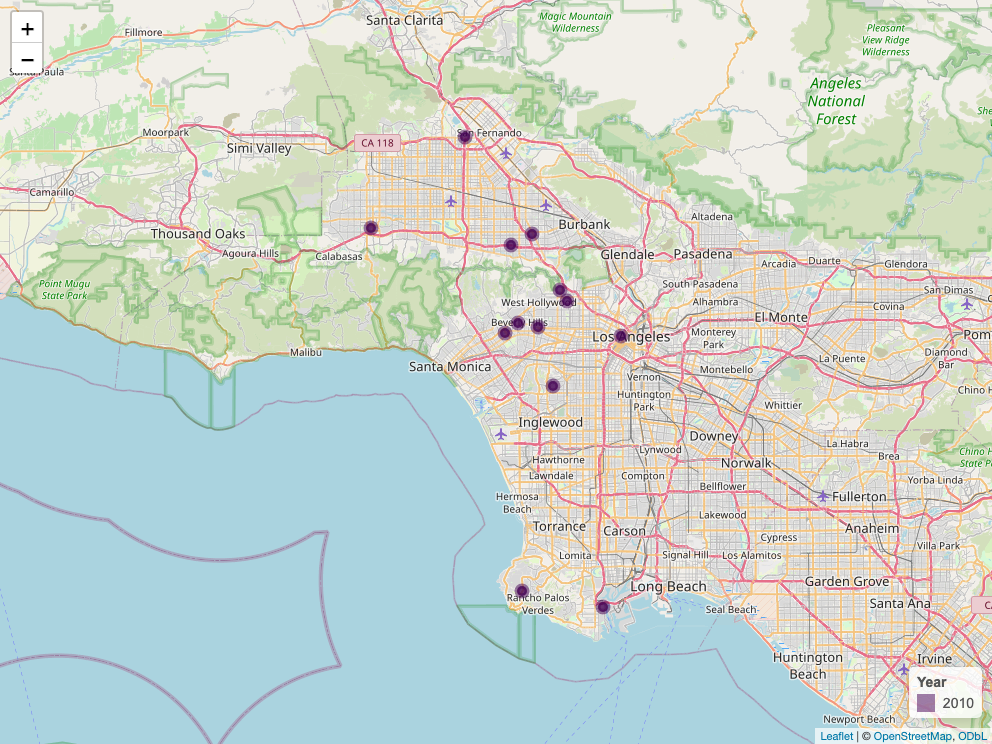 Santa Clarita
Magic Mountain
Wilderness
Pleasant
View Ridge
Wilderness
+
−
Fillmore
Santa Paula
Angeles
National
Forest
Moorpark
Simi Valley
CA 118
San Fernando
Camarillo
Thousand Oaks
Agoura Hills
Calabasas
Burbank
Altadena
Glendale
Pasadena
Arcadia
Duarte
Glendora
Point Mugu
State Park
South Pasadena
San Dimas
West Hollywood
Alhambra
Covina
Beverly Hills
El Monte
Los Angeles
Monterey
Park
Malibu
Santa Monica
La Puente
Diamond
Bar
Vernon
Montebello
Huntington
Park
Whittier
Chino H
Inglewood
Downey
La Habra
Lynwood
Brea
Hawthorne
Norwalk
Chino H
State P
Lawndale
Compton
Bellflower
Yorba Linda
Hermosa
Beach
Fullerton
Lakewood
Torrance
Carson
Cypress
Anaheim
Villa Park
Lomita
Signal Hill
Los Alamitos
Long Beach
Garden Grove
Rancho Palos
Verdes
Seal Beach
Santa Ana
Huntington
Beach
Irvine
Newport Beach
Year
2010
Leaflet | © OpenStreetMap, ODbL